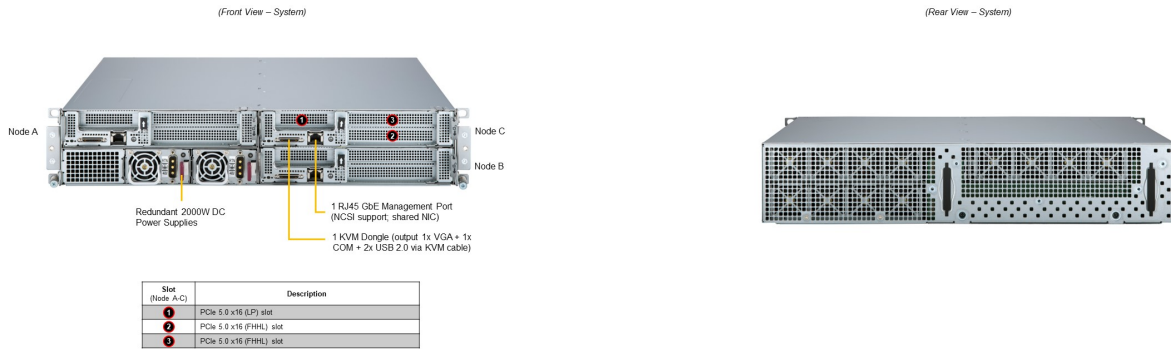 (Front View – System)
(Rear View – System)
Node A
1
3
2
Node C
Node B
Redundant 2000W DC
Power Supplies
1 RJ45 GbE Management Port
(NCSI support; shared NIC)
1 KVM Dongle (output 1x VGA + 1x
COM + 2x USB 2.0 via KVM cable)
Slot
(Node A-C)
Description
1 PCIe 5.0 x16 (LP) slot
2 PCIe 5.0 x16 (FHHL) slot
3 PCIe 5.0 x16 (FHHL) slot